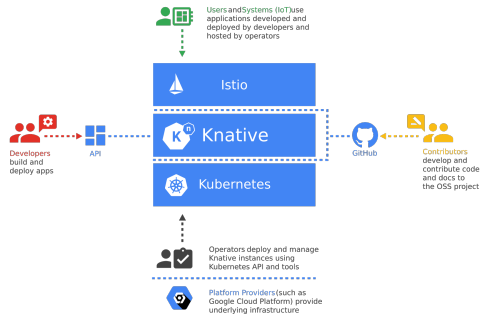 Users and Systems (IoT) use
applications developed and
deployed by developers and
hosted by operators
Istio
K
n
Knative
Kubernetes
Developers
build and
deploy apps
API
GitHub
Contributors
develop and
contribute code
and docs to
the OSS project
Operators deploy and manage
Knative instances using
Kubernetes API and tools
Platform Providers (such as
Google Cloud Platform) provide
underlying infrastructure